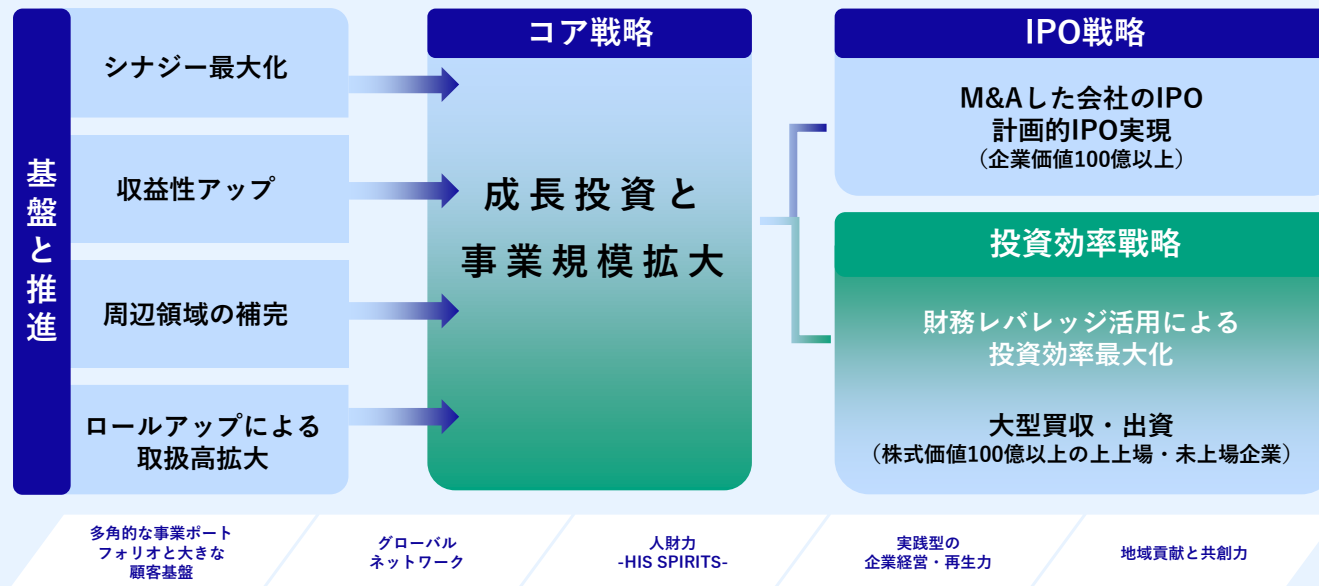 基盤と推進
シナジー最大化
収益性アップ
周辺領域の補完
ロールアップによる
取扱高拡大
コア戦略
成長投資と
事業規模拡大
IPO戦略
M&Aした会社のIPO
計画的IPO実現
（企業価値100億以上）
投資効率戰略
財務レバレッジ活用による
投資効率最大化
大型買収・出資
（株式価値100億以上の上上場・未上場企業）
多角的な事業ポート
フォリオと大きな
顧客基盤
グローバル
ネットワーク
人財力
-HIS SPIRITS-
実践型の
企業経営・再生力
地域貢献と共創力